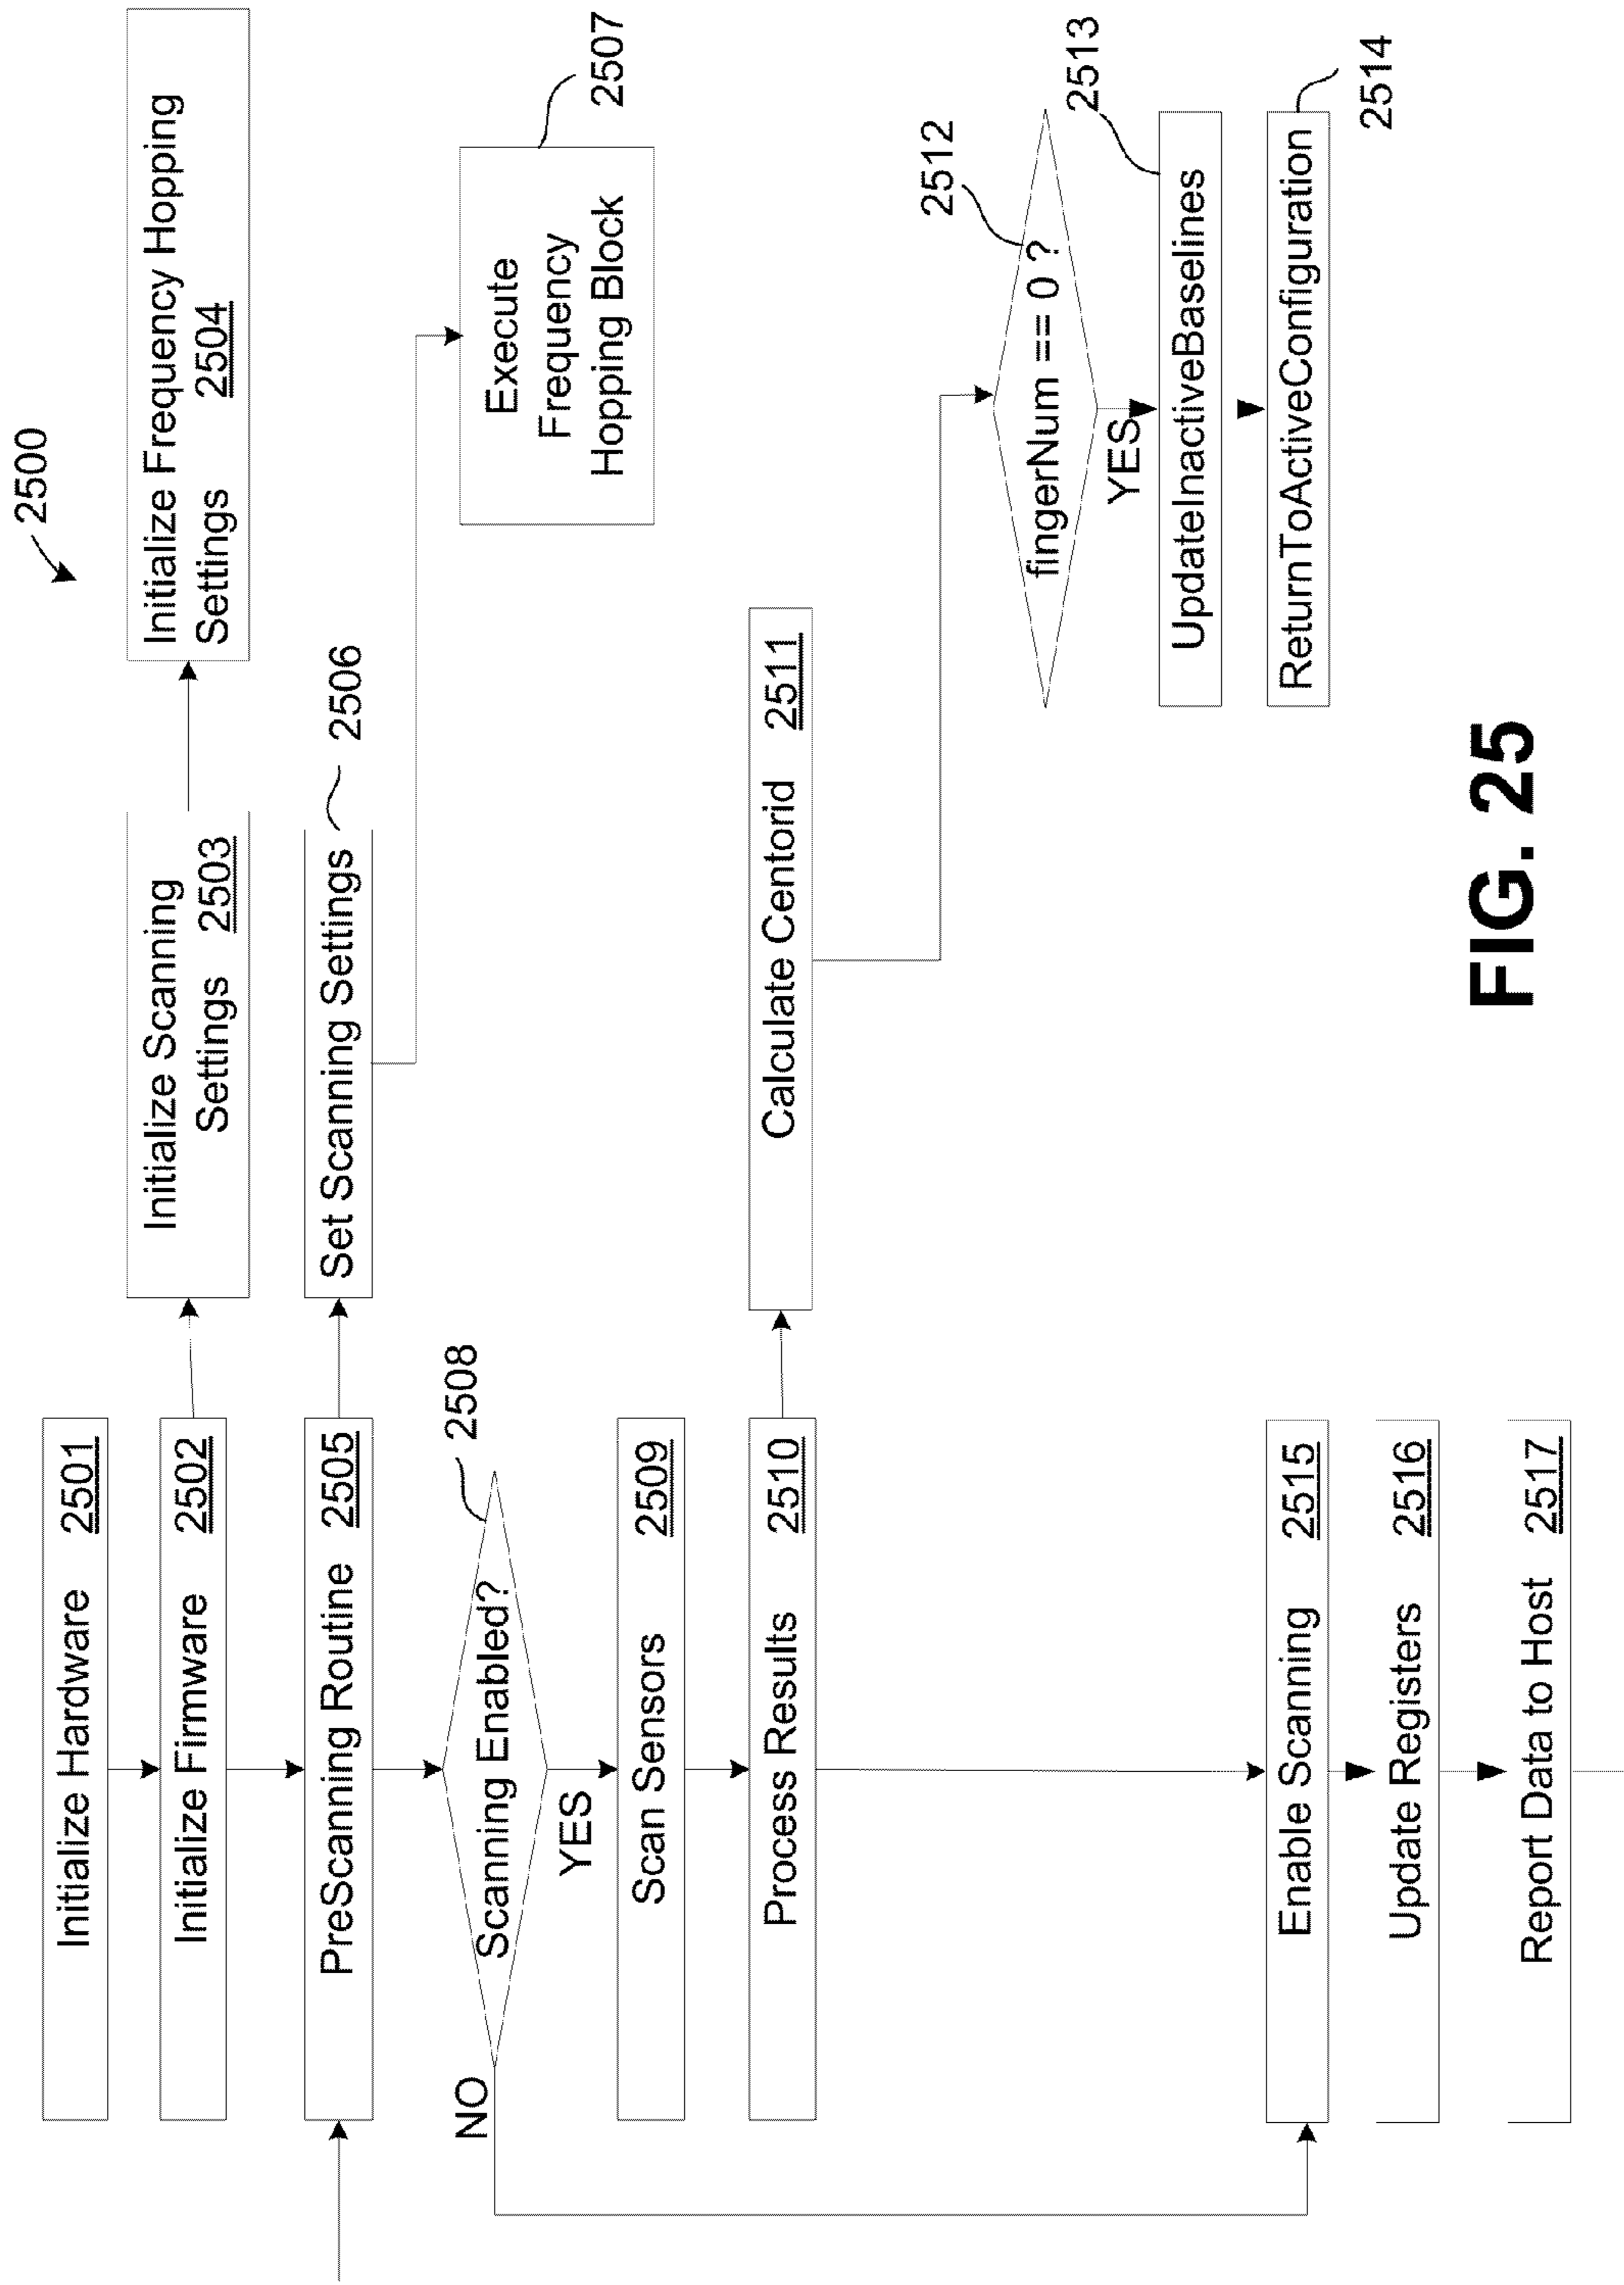 2500
Initialize Hardware 2501
Initialize Firmware 2502
Initialize Scanning
Settings 2503
Initialize Frequency Hopping
Settings 2504
PreScanning Routine 2505
Set Scanning Settings
2506
Execute
Frequency
Hopping Block
2507
Scanning Enabled?
2508
NO
YES
Scan Sensors 2509
Process Results 2510
Calculate Centorid 2511
fingerNum == 0 ?
2512
YES
UpdateInactiveBaselines
2513
ReturnToActiveConfiguration
2514
Enable Scanning 2515
Update Registers 2516
Report Data to Host 2517
FIG. 25